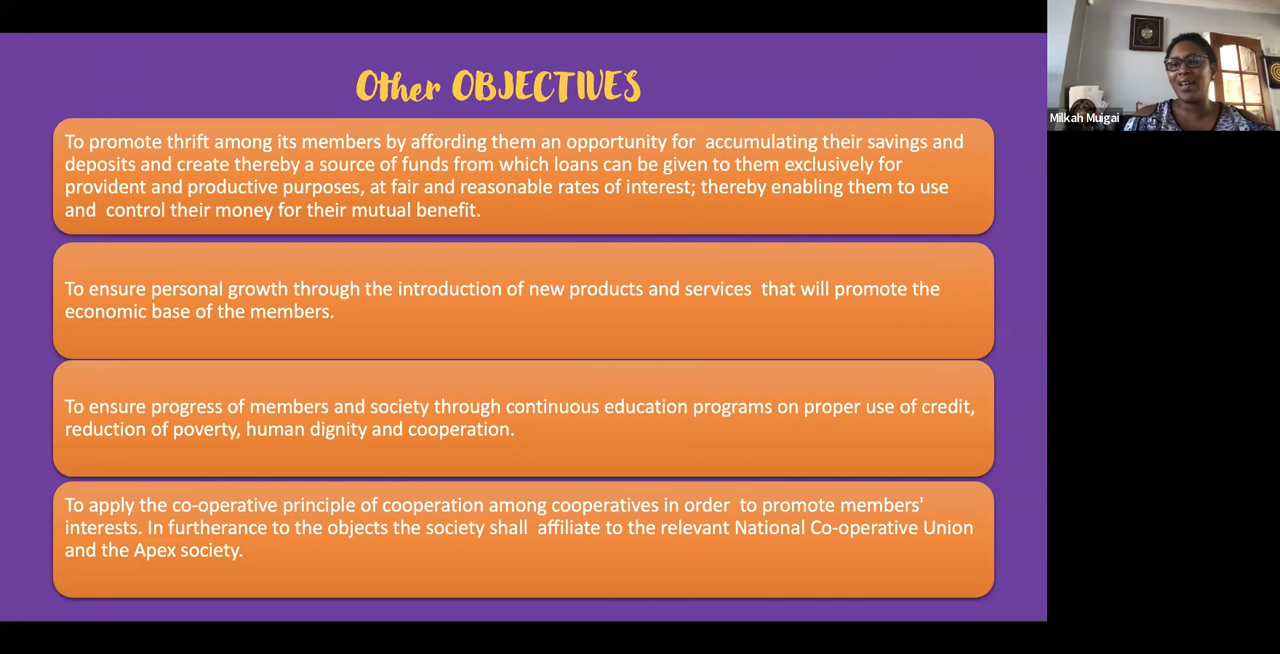 Other OBJECTIVES
To promote thrift among its members by affording them an opportunity for accumulating their savings and
deposits and create thereby a source of funds from which loans can be given to them exclusively for
provident and productive purposes, at fair and reasonable rates of interest; thereby enabling them to use
and control their money for their mutual benefit.
To ensure personal growth through the introduction of new products and services that will promote the
economic base of the members.
To ensure progress of members and society through continuous education programs on proper use of credit,
reduction of poverty, human dignity and cooperation.
To apply the co-operative principle of cooperation among cooperatives in order to promote members'
interests. In furtherance to the objects the society shall affiliate to the relevant National Co-operative Union
and the Apex society.
Milkah Muigai